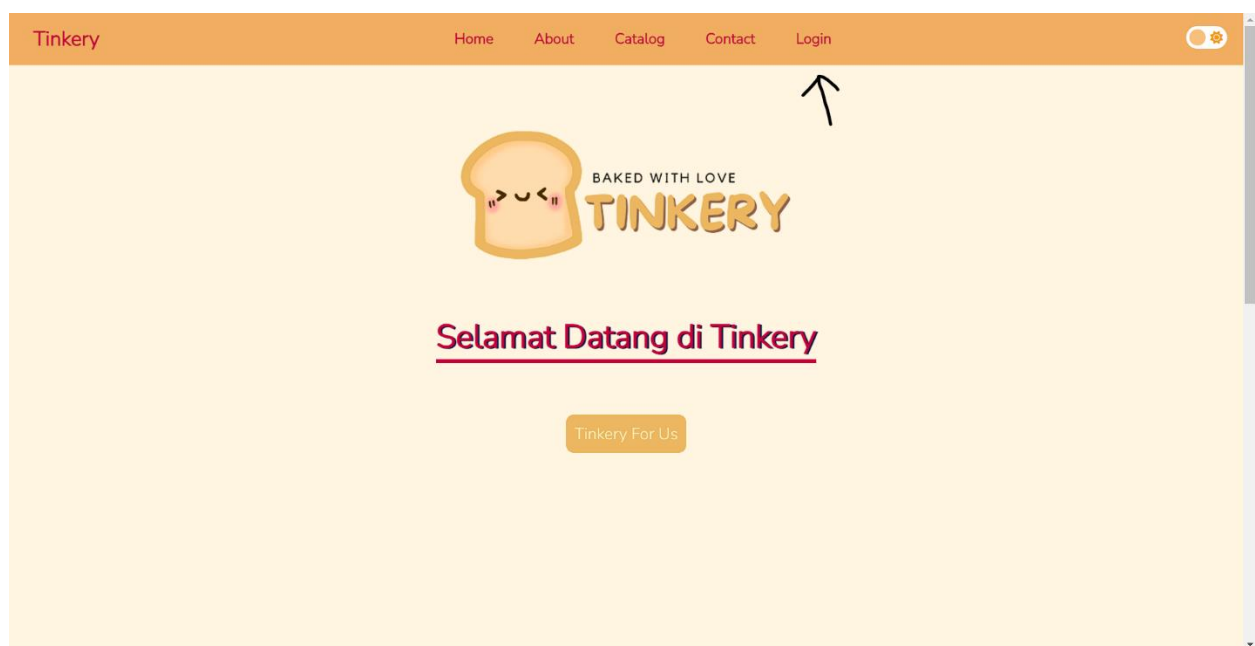 Tinkery Home About Catalog Contact Login
BAKED WITH LOVE
TINKERY
Selamat Datang di Tinkery
Tinkery For Us